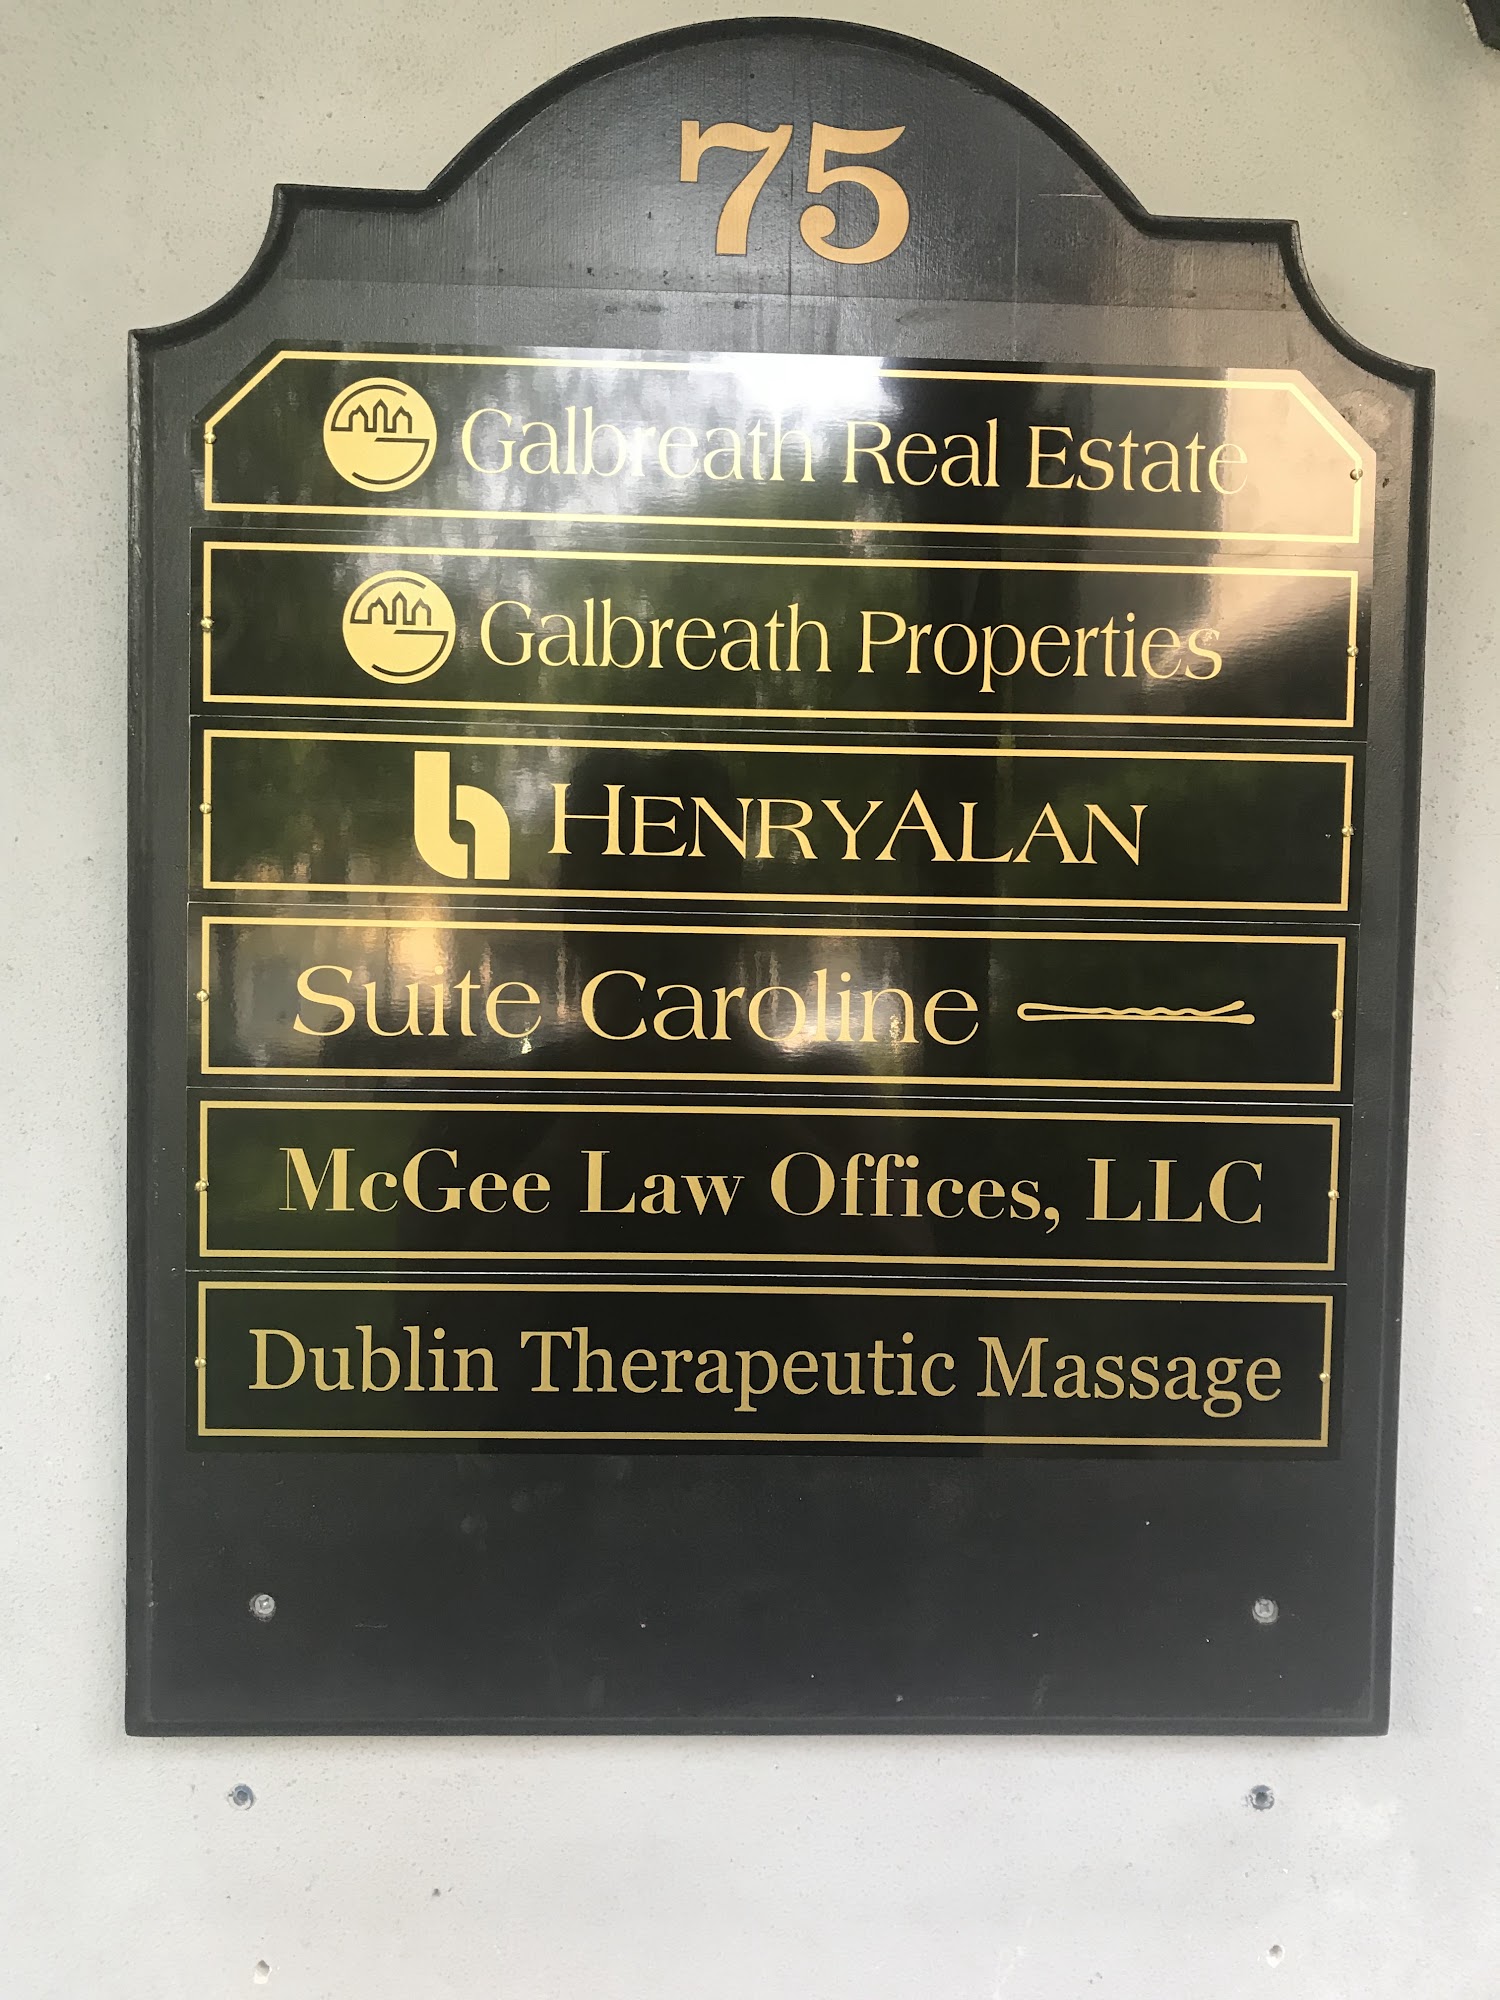 75
Galbreath Real Estate
Galbreath Properties
HENRYALAN
Suite Caroline
McGee Law Offices, LLC
Dublin Therapeutic Massage